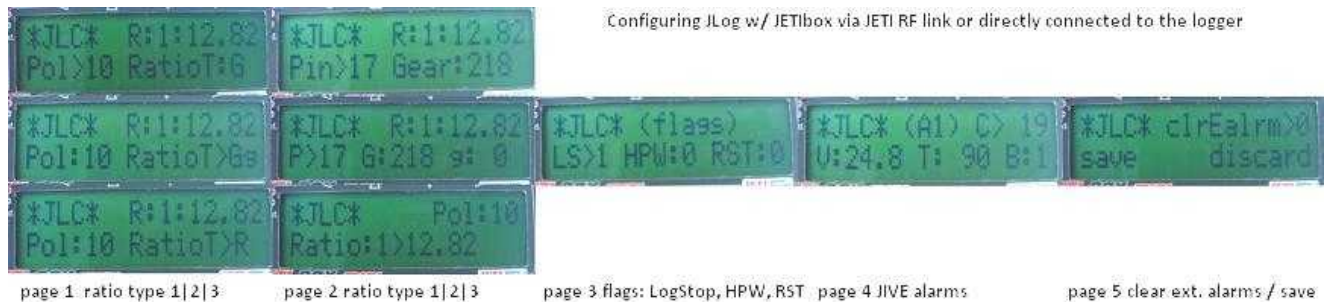 Configuring JLog w/ JETIbox via JETI RF link or directly connected to the logger
*JLC* R:1:12.82
Pol>10 RatioT:G
*JLC* R:1:12.82
Pin>17 Gear:218
*JLC* R:1:12.82
Pol:10 RatioT>Gg
*JLC* R:1:12.82
P>17 G:218 g: 0
*JLC* (flags)
LS>1 HPW:0 RST:0
*JLC* (A1) C> 19
V:24.8 T: 90 B:1
*JLC* clrEalrm>0
save discard
*JLC* R:1:12.82
Pol:10 RatioT>R
*JLC* Pol:10
Ratio:1>12.82
page 1 ratio type 1|2|3
page 2 ratio type 1|2|3
page 3 flags: LogStop, HPW, RST
page 4 JIVE alarms
page 5 clear ext. alarms / save